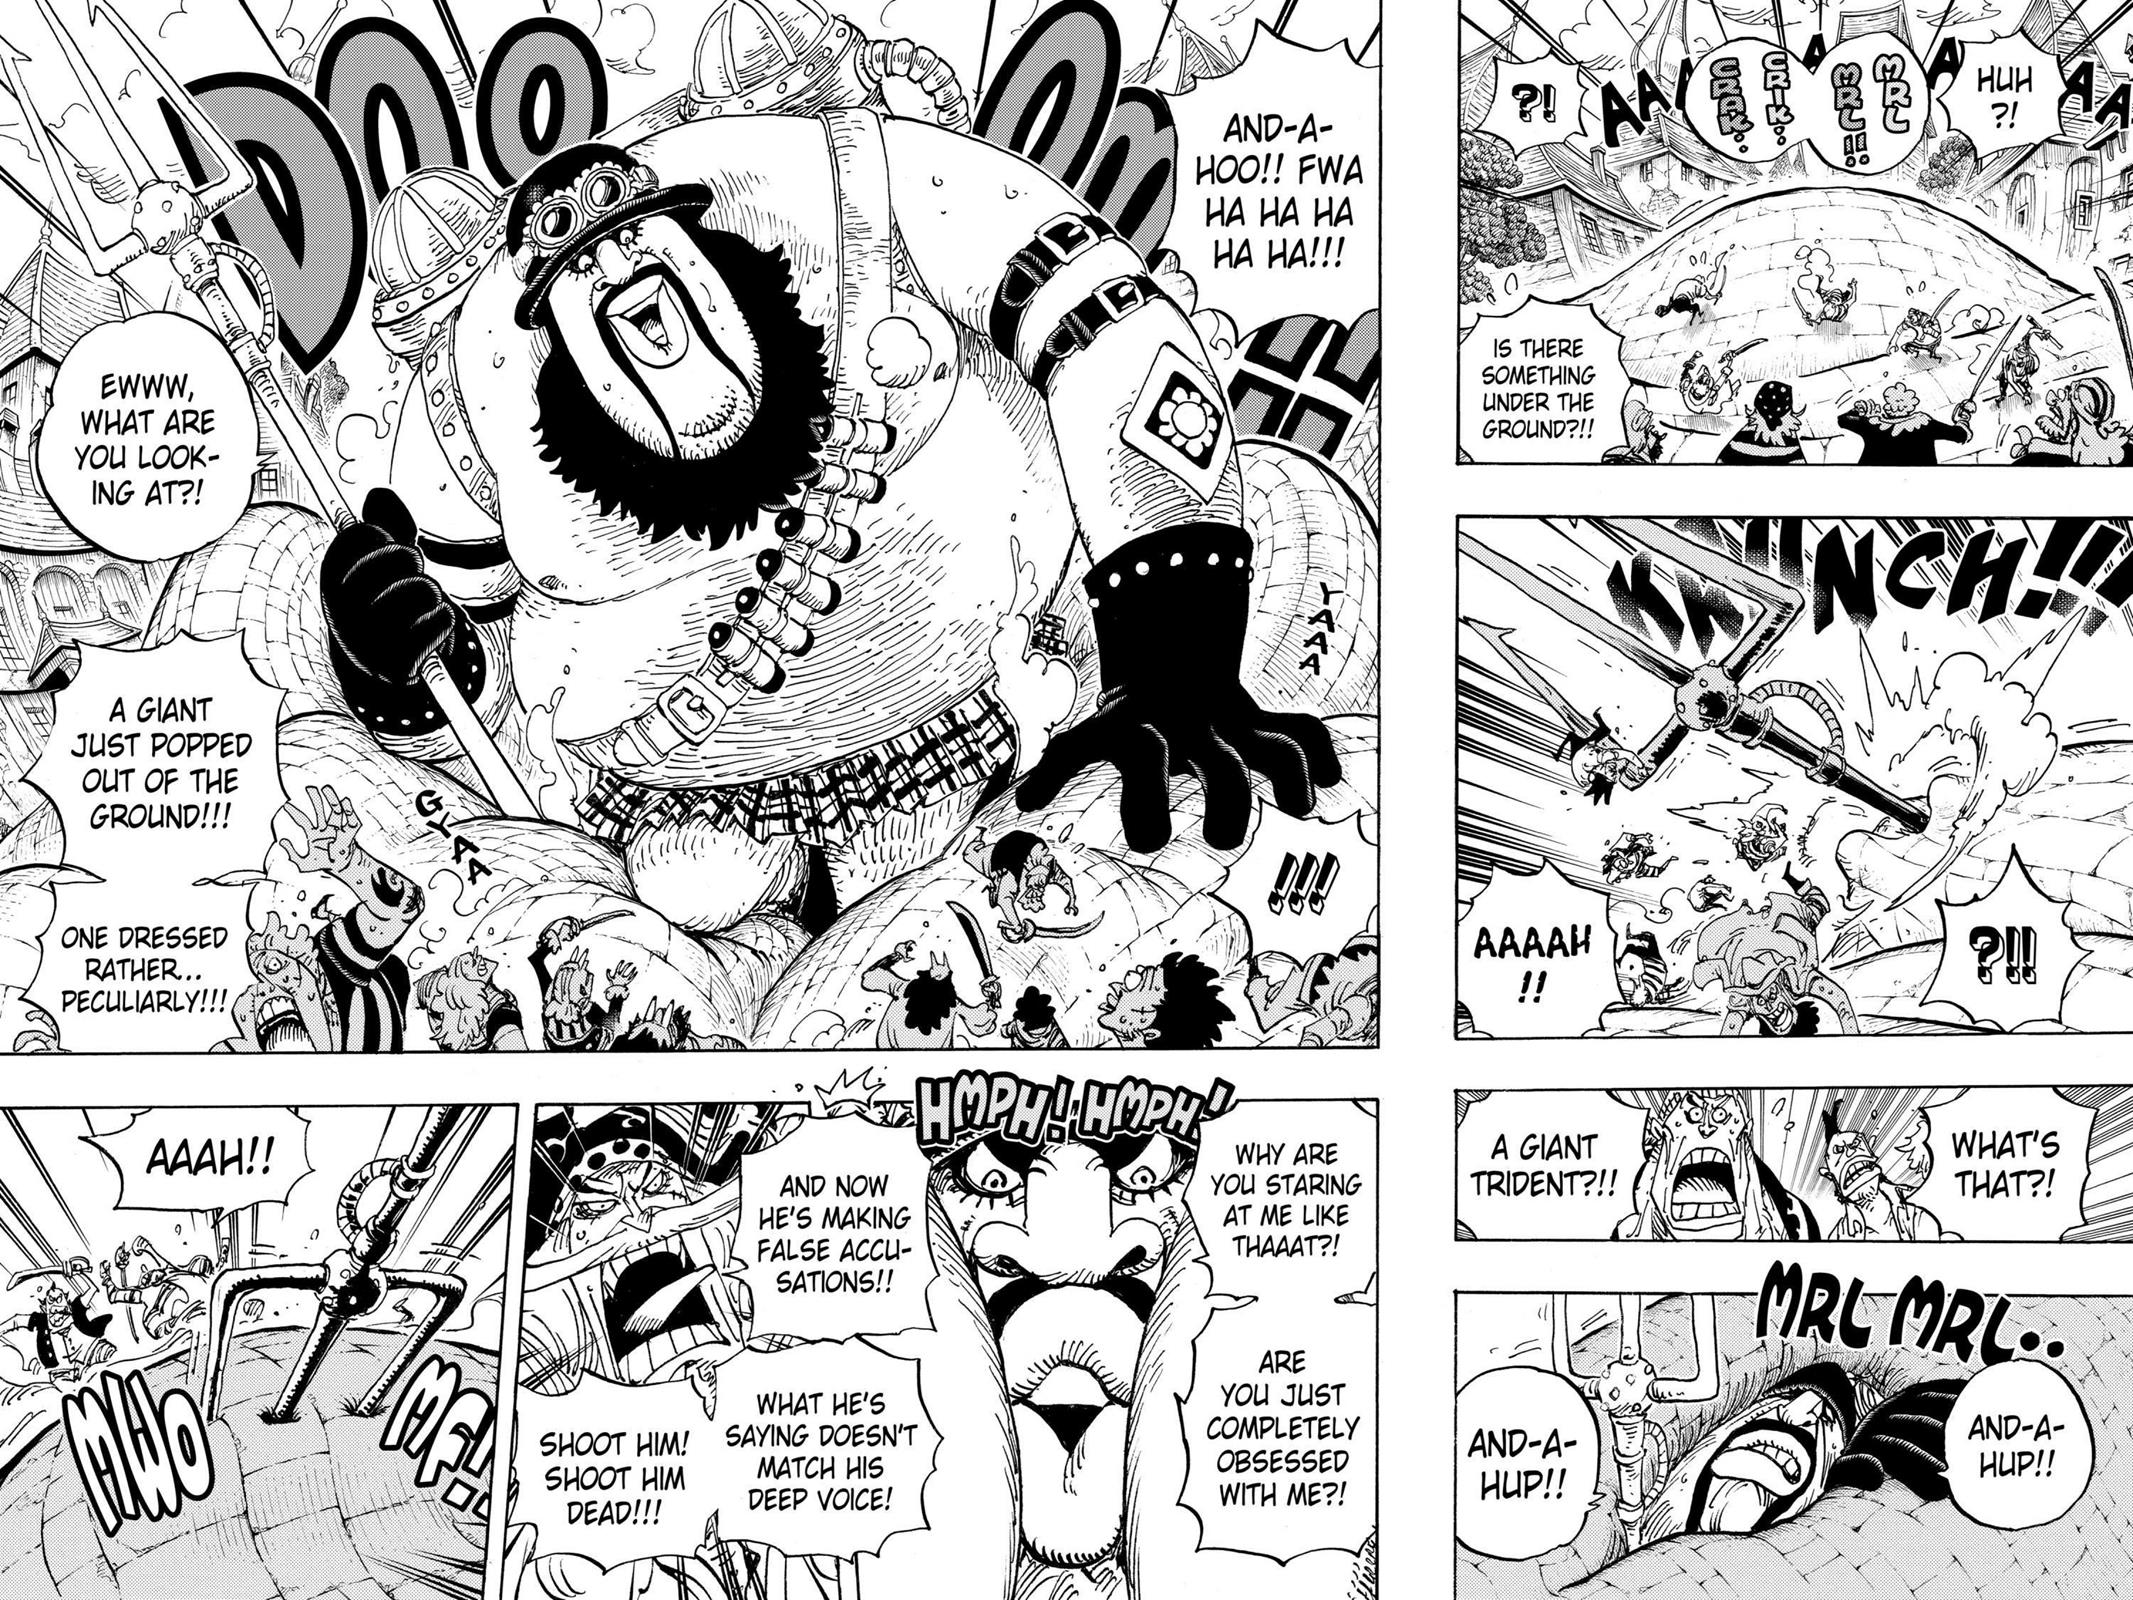 HUH
?!
MRL
MRL!!
CRIK.
CRAK.
?!
IS THERE
SOMETHING
UNDER THE
GROUND?!!
NCH!!
?!!
AAAAH
!!
WHAT'S
THAT?!
A GIANT
TRIDENT?!!
MRL MRL..
AND-A-
HUP!!
AND-A-
HUP!!
DOO
OM
AND-A-
HOO!! FWA
HA HA HA
HA HA!!!
EWWW,
WHAT ARE
YOU LOOK-
ING AT?!
YAAA
GYAA
!!!
A GIANT
JUST POPPED
OUT OF THE
GROUND!!!
ONE DRESSED
RATHER...
PECULIARLY!!!
HMPH! HMPH!
WHY ARE
YOU STARING
AT ME LIKE
THAAAT?!
ARE
YOU JUST
COMPLETELY
OBSESSED
WITH ME?!
AND NOW
HE'S MAKING
FALSE ACCU-
SATIONS!!
WHAT HE'S
SAYING DOESN'T
MATCH HIS
DEEP VOICE!
SHOOT HIM!
SHOOT HIM
DEAD!!!
AAAH!!